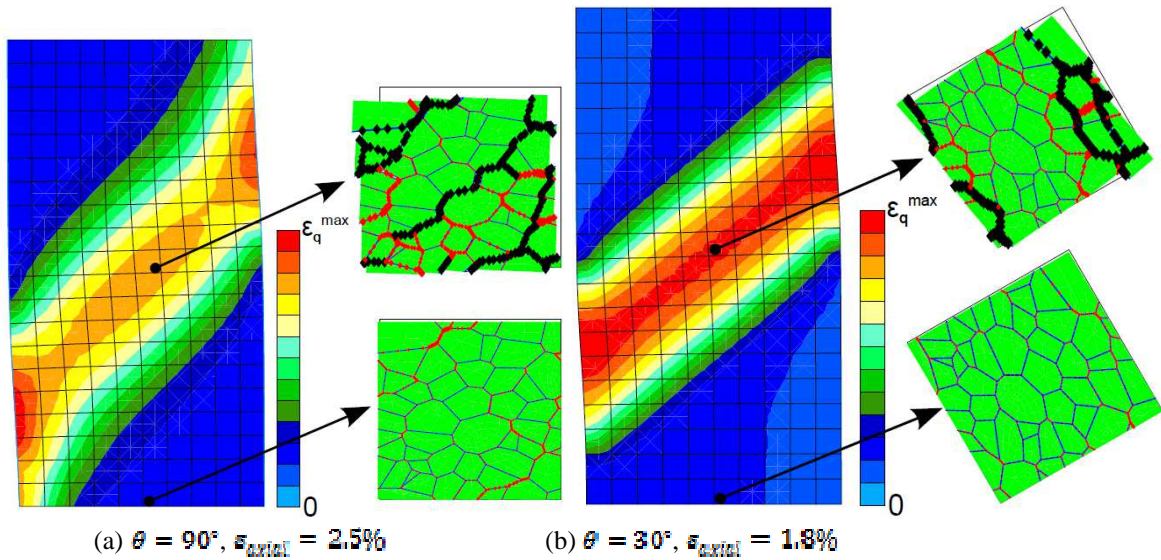 ε_q^max
0
ε_q^max
0
(a) θ = 90°, ε_axial = 2.5%
(b) θ = 30°, ε_axial = 1.8%